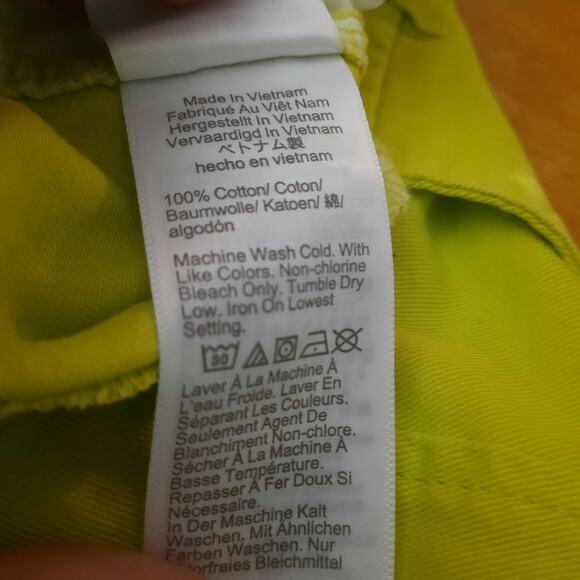 Made In Vietnam
Fabriqué Au Viêt Nam
Hergestellt In Vietnam
Vervaardigd In Vietnam
ベトナム製
hecho en vietnam
100% Cotton/ Coton/
Baumwolle/ Katoen/ 綿/
algodón
Machine Wash Cold. With
Like Colors. Non-chlorine
Bleach Only. Tumble Dry
Low. Iron On Lowest
Setting.
30
Laver À La Machine À
L'eau Froide. Laver En
Séparant Les Couleurs.
Seulement Agent De
Blanchiment Non-chlore.
Sécher À La Machine À
Basse Température.
Repasser À Fer Doux Si
Nécessaire.
In Der Maschine Kalt
Waschen. Mit Ähnlichen
Farben Waschen. Nur
Bleichmittel